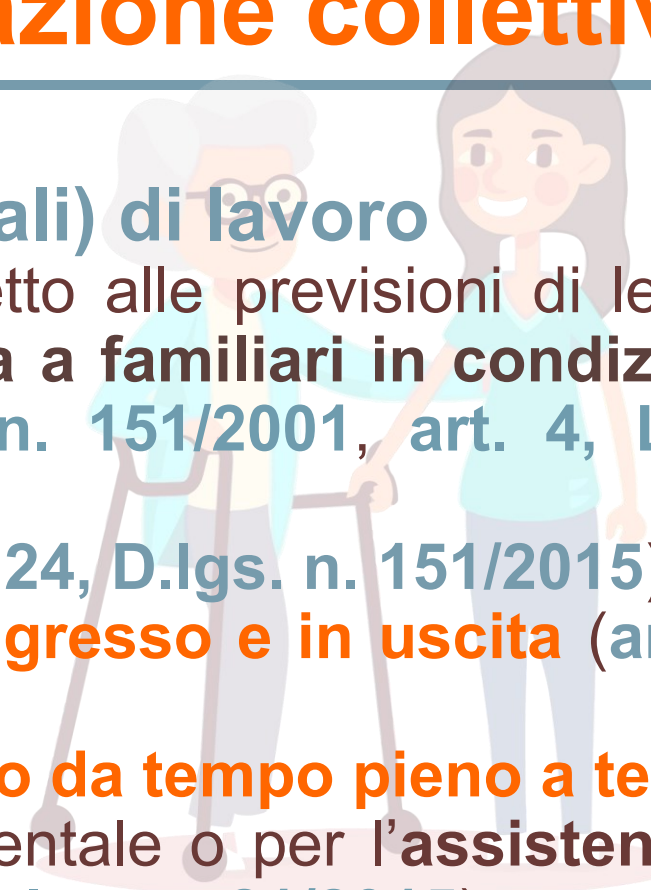 azione collettiv
ali) di lavoro
etto alle previsioni di le
a a familiari in condiz
n. 151/2001, art. 4, L
24, D.lgs. n. 151/2015)
gresso e in uscita (ar
o da tempo pieno a te
entale o per l'assisten